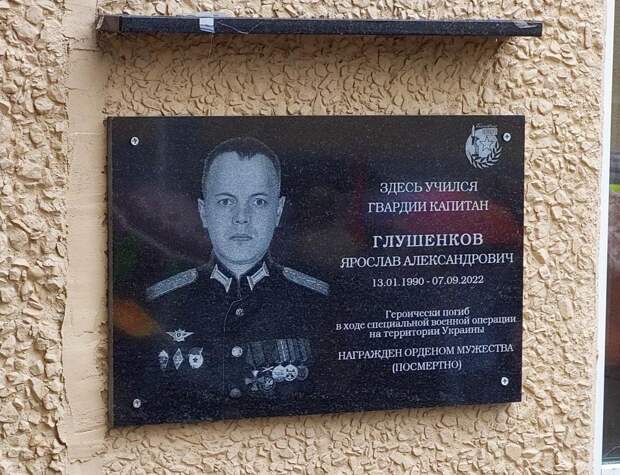 ЗДЕСЬ УЧИЛСЯ
ГВАРДИИ КАПИТАН
ГЛУШЕНКОВ
ЯРОСЛАВ АЛЕКСАНДРОВИЧ
13.01.1990 - 07.09.2022
Героически погиб
в ходе специальной военной операции
на территории Украины
НАГРАЖДЕН ОРДЕНОМ МУЖЕСТВА
(ПОСМЕРТНО)